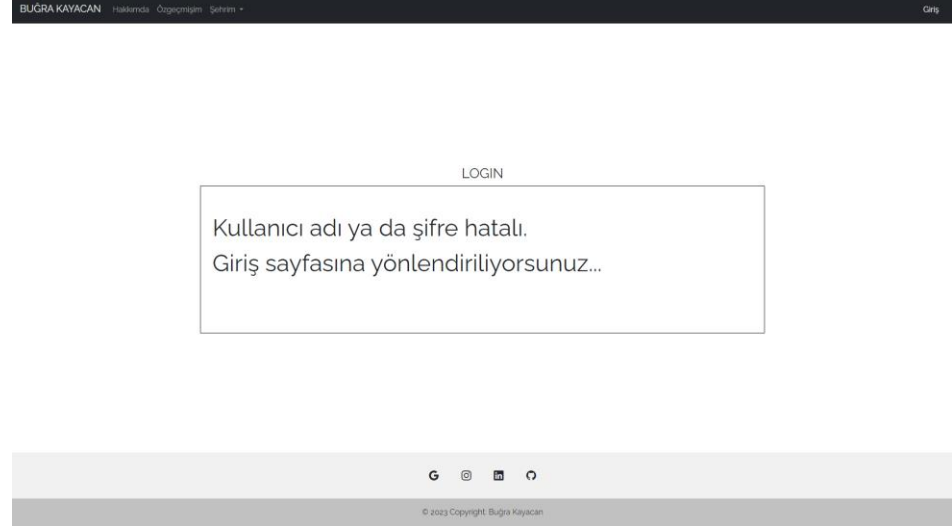 BUĞRA KAYACAN Hakkımda Özgeçmişim Şehrim Giriş
LOGIN
Kullanıcı adı ya da şifre hatalı.
Giriş sayfasına yönlendiriliyorsunuz...
© 2023 Copyright: Buğra Kayacan